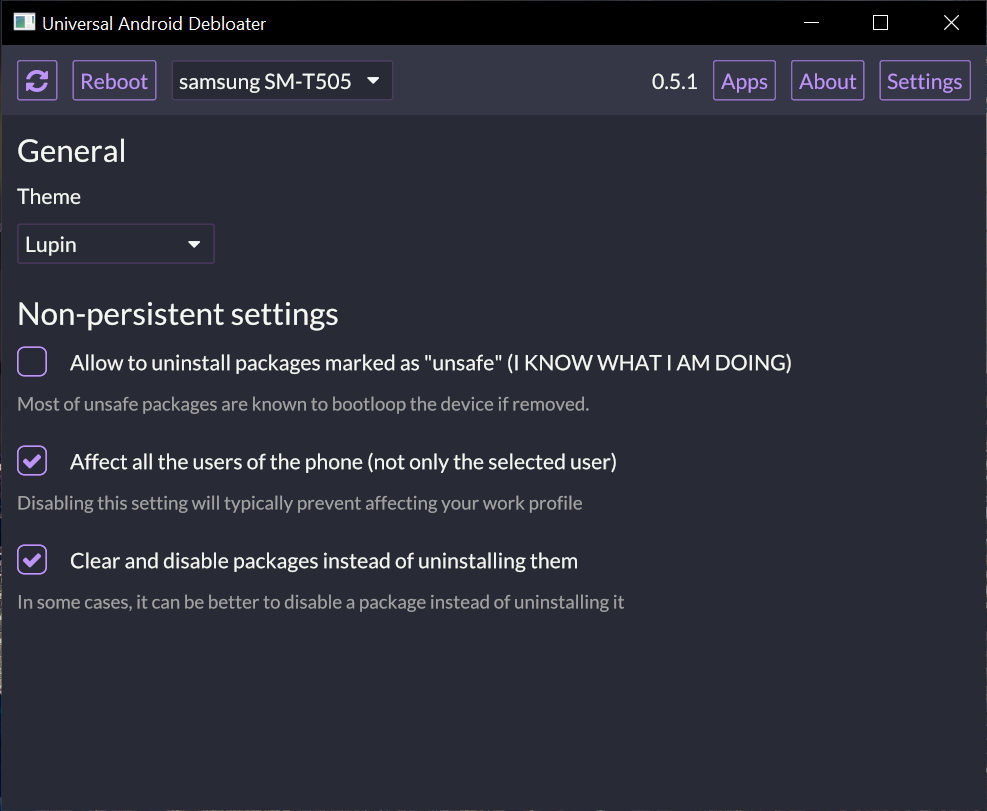 Universal Android Debloater
Reboot samsung SM-T505 0.5.1 Apps About Settings
General
Theme
Lupin
Non-persistent settings
Allow to uninstall packages marked as "unsafe" (I KNOW WHAT I AM DOING)
Most of unsafe packages are known to bootloop the device if removed.
Affect all the users of the phone (not only the selected user)
Disabling this setting will typically prevent affecting your work profile
Clear and disable packages instead of uninstalling them
In some cases, it can be better to disable a package instead of uninstalling it